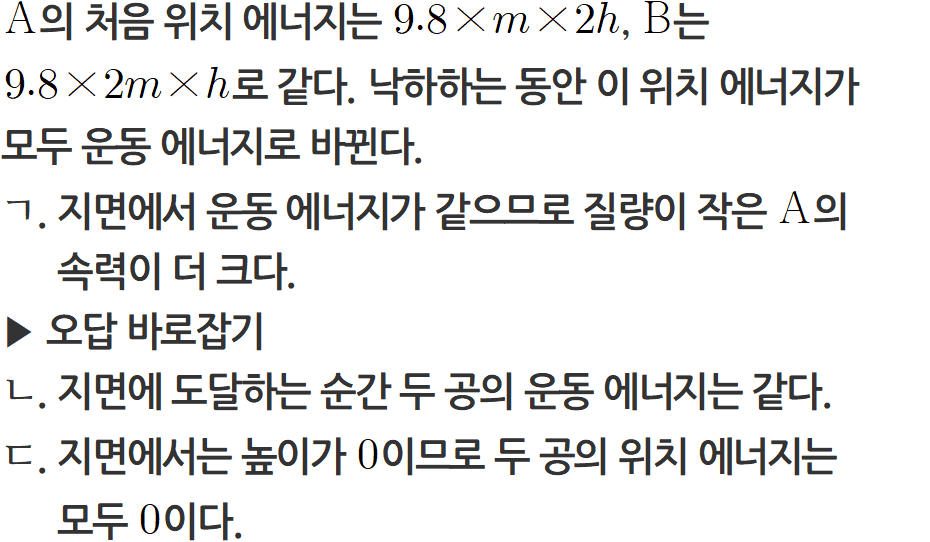 A의 처음 위치 에너지는 9.8×m×2h, B는
9.8×2m×h로 같다. 낙하하는 동안 이 위치 에너지가
모두 운동 에너지로 바뀐다.
ㄱ. 지면에서 운동 에너지가 같으므로 질량이 작은 A의
속력이 더 크다.
▶ 오답 바로잡기
ㄴ. 지면에 도달하는 순간 두 공의 운동 에너지는 같다.
ㄷ. 지면에서는 높이가 0이므로 두 공의 위치 에너지는
모두 0이다.